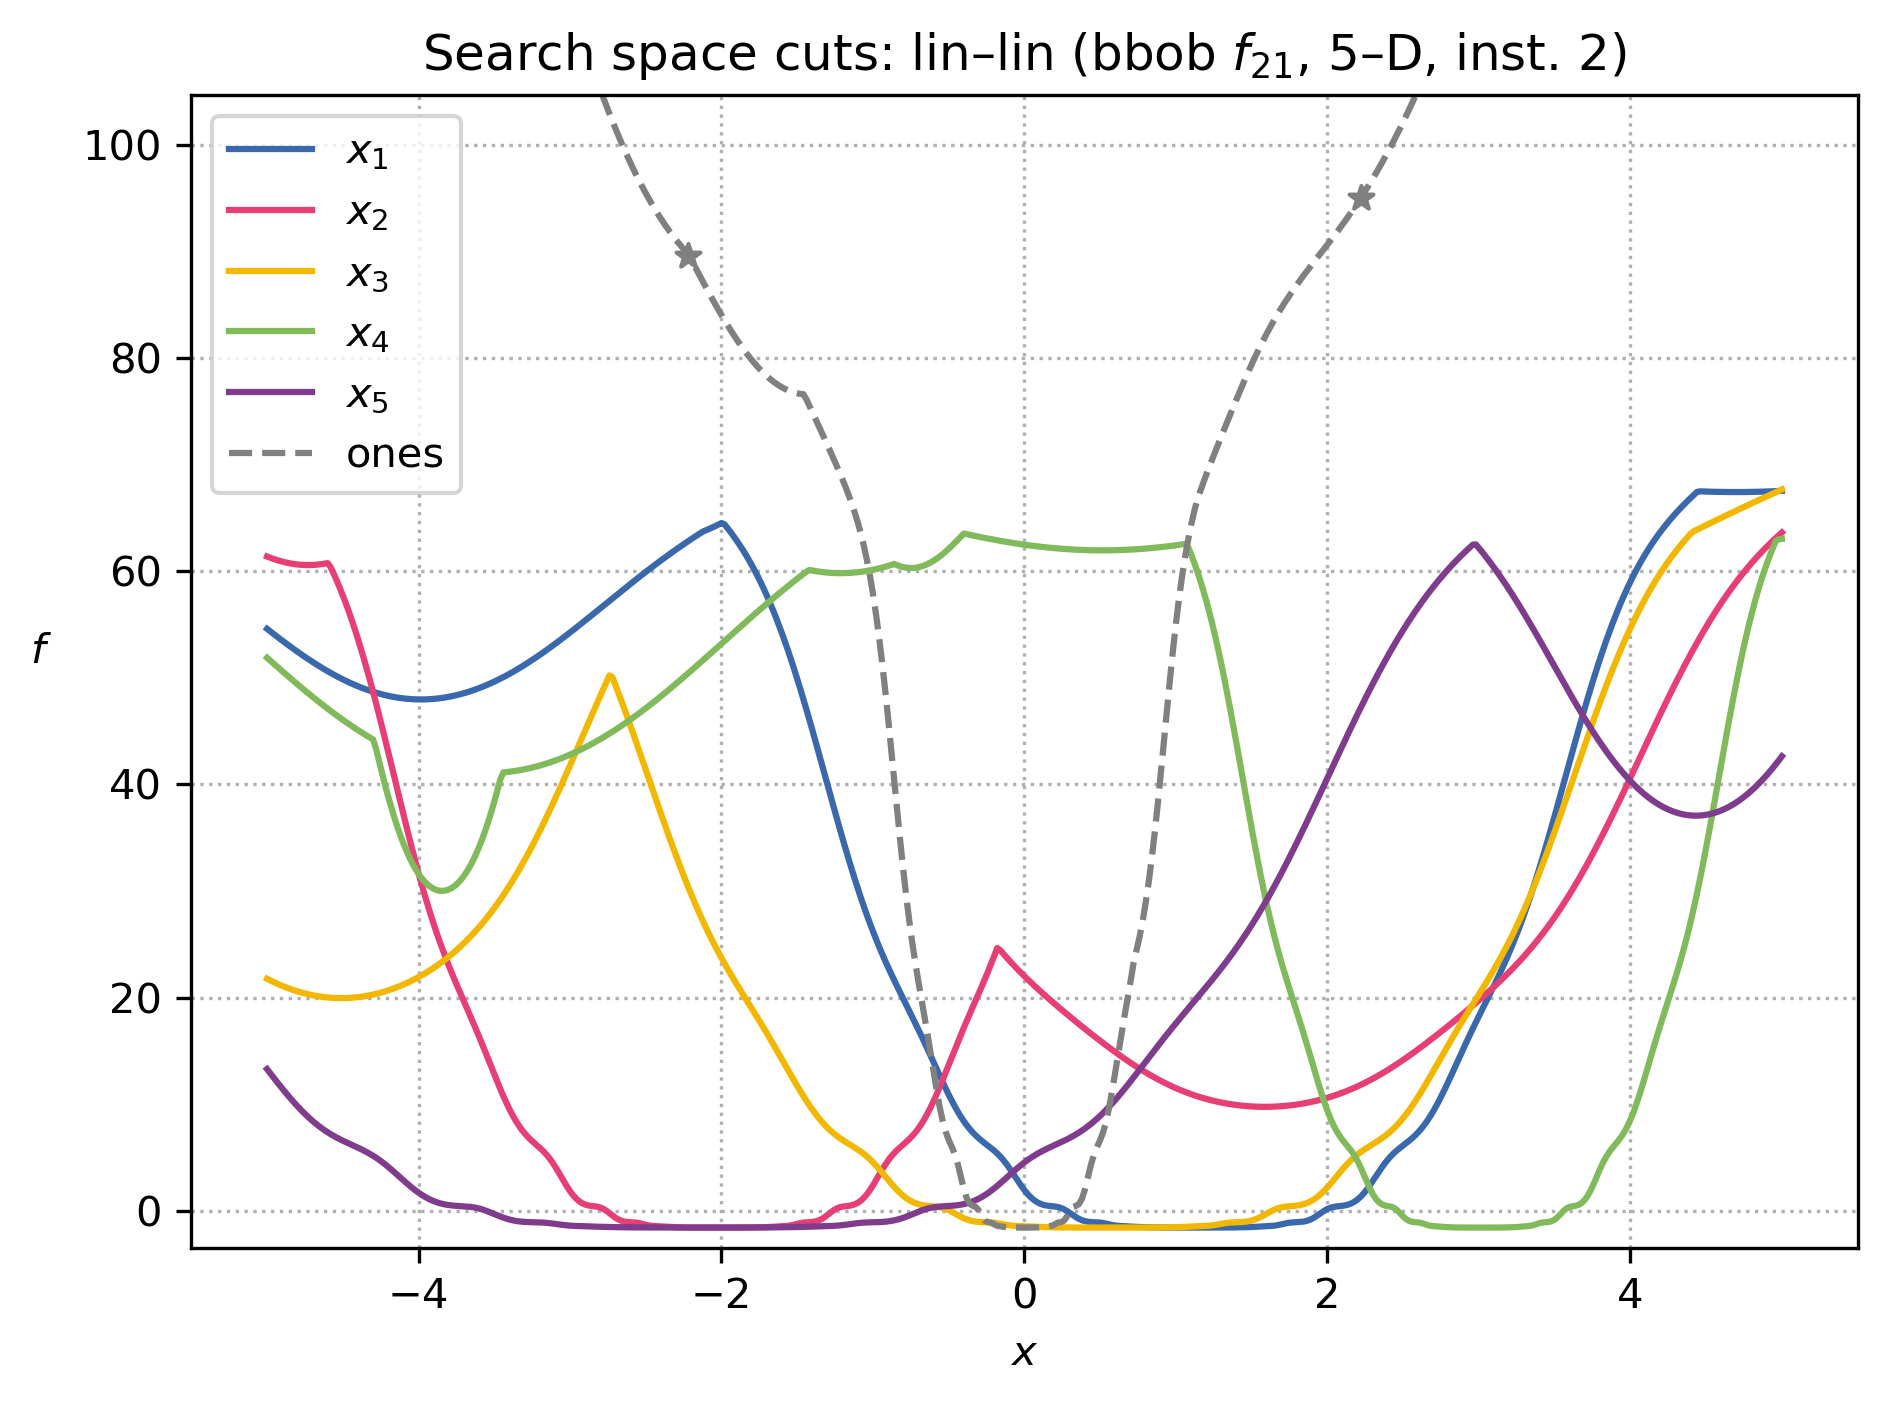 Search space cuts: lin–lin (bbob f21, 5–D, inst. 2)
100
80
60
40
20
0
f
x1
x2
x3
x4
x5
ones
−4 −2 0 2 4
x